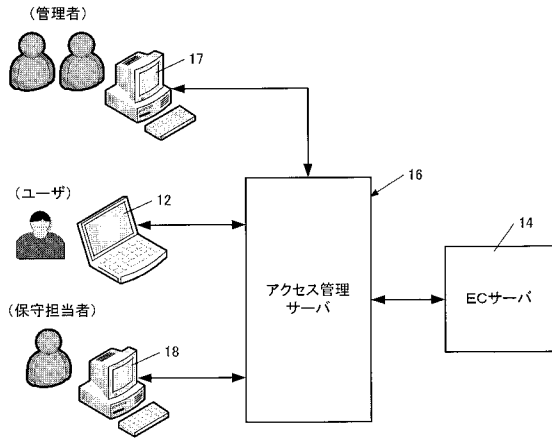 (管理者)
17
16
(ユーザ)
12
14
アクセス管理
サーバ
ECサーバ
(保守担当者)
18